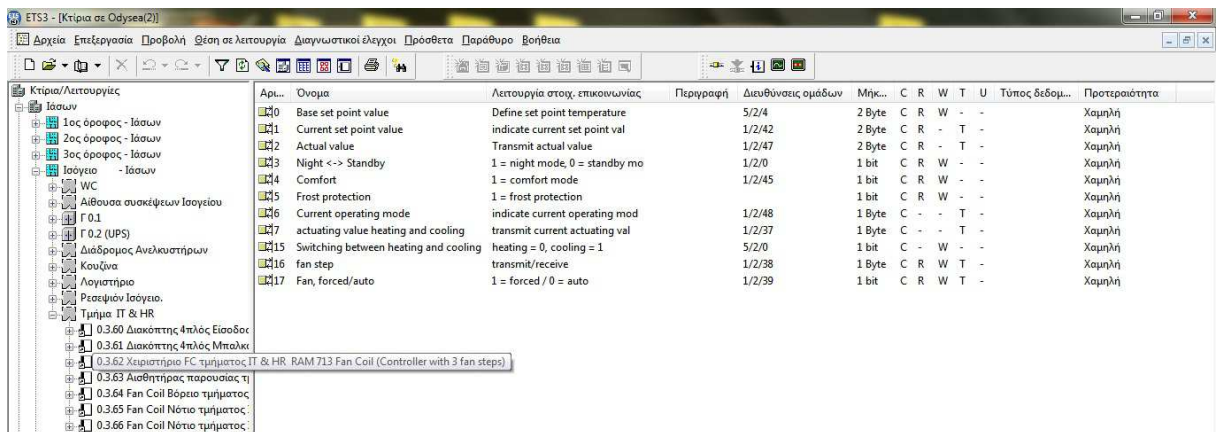 ETS3 - [Κτίρια σε Odysea(2)]
Αρχεία Επεξεργασία Προβολή Θέση σε λειτουργία Διαγνωστικοί έλεγχοι Πρόσθετα Παράθυρο Βοήθεια
Κτίρια/Λειτουργίες
Ιάσων
1ος όροφος - Ιάσων
2ος όροφος - Ιάσων
3ος όροφος - Ιάσων
Ισόγειο - Ιάσων
WC
Αίθουσα συσκέψεων Ισογείου
Γ 0.1
Γ 0.2 (UPS)
Διάδρομος Ανελκυστήρων
Κουζίνα
Λογιστήριο
Ρεσεψιόν Ισόγειο.
Τμήμα IT & HR
0.3.60 Διακόπτης 4πλός Είσοδος
0.3.61 Διακόπτης 4πλός Μπαλκ
0.3.62 Χειριστήριο FC τμήματος IT & HR RAM 713 Fan Coil (Controller with 3 fan steps)
0.3.63 Αισθητήρας παρουσίας τμ
0.3.64 Fan Coil Βόρειο τμήματος
0.3.65 Fan Coil Νότιο τμήματος
0.3.66 Fan Coil Νότιο τμήματος
Αρι... Όνομα Λειτουργία στοιχ. επικοινωνίας Περιγραφή Διευθύνσεις ομάδων Μήκ... C R W T U Τύπος δεδομ... Προτεραιότητα
0 Base set point value Define set point temperature 5/2/4 2 Byte C R W - - Χαμηλή
1 Current set point value indicate current set point val 1/2/42 2 Byte C R - T - Χαμηλή
2 Actual value Transmit actual value 1/2/47 2 Byte C R - T - Χαμηλή
3 Night <-> Standby 1 = night mode, 0 = standby mo 1/2/0 1 bit C R W - - Χαμηλή
4 Comfort 1 = comfort mode 1/2/45 1 bit C R W - - Χαμηλή
5 Frost protection 1 = frost protection 1 bit C R W - - Χαμηλή
6 Current operating mode indicate current operating mod 1/2/48 1 Byte C - - T - Χαμηλή
7 actuating value heating and cooling transmit current actuating val 1/2/37 1 Byte C - - T - Χαμηλή
15 Switching between heating and cooling heating = 0, cooling = 1 5/2/0 1 bit C - W - - Χαμηλή
16 fan step transmit/receive 1/2/38 1 Byte C R W T - Χαμηλή
17 Fan, forced/auto 1 = forced / 0 = auto 1/2/39 1 bit C R W T - Χαμηλή